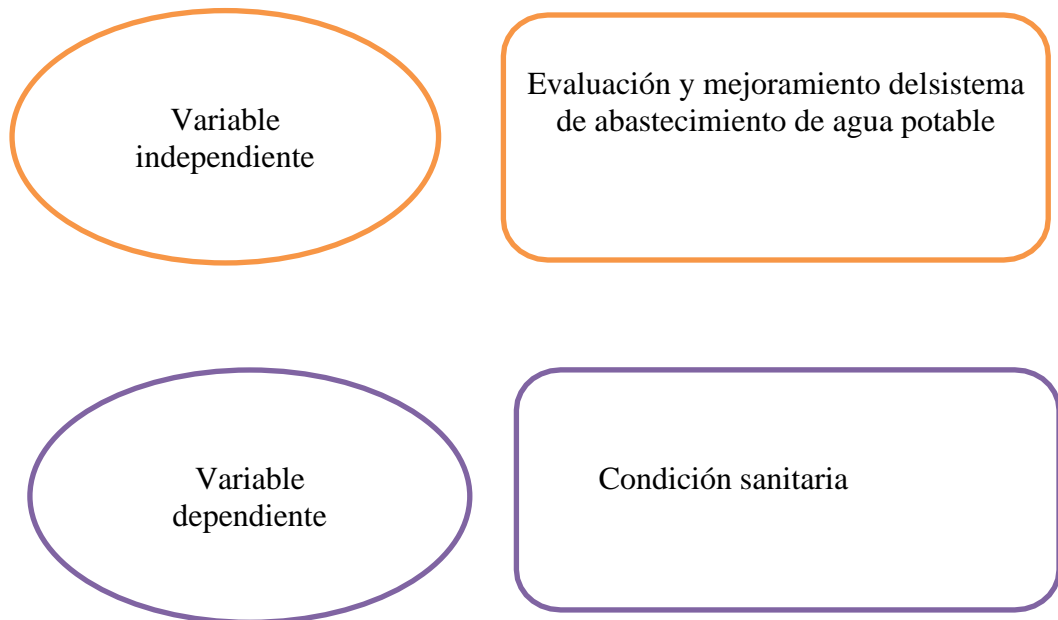 Variable
independiente
Evaluación y mejoramiento delsistema
de abastecimiento de agua potable
Variable
dependiente
Condición sanitaria